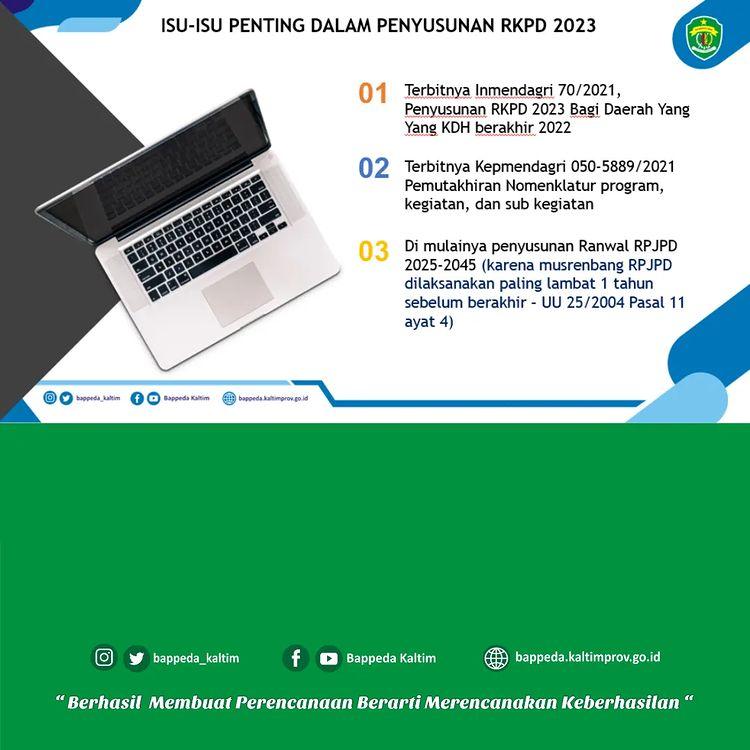 ISU-ISU PENTING DALAM PENYUSUNAN RKPD 2023
01
Terbitnya Inmendagri 70/2021,
Penyusunan RKPD 2023 Bagi Daerah Yang
Yang KDH berakhir 2022
02
Terbitnya Kepmendagri 050-5889/2021
Pemutakhiran Nomenklatur program,
kegiatan, dan sub kegiatan
03
Di mulainya penyusunan Ranwal RPJPD
2025-2045 (karena musrenbang RPJPD
dilaksanakan paling lambat 1 tahun
sebelum berakhir - UU 25/2004 Pasal 11
ayat 4)
bappeda_kaltim Bappeda Kaltim bappeda.kaltimprov.go.id
bappeda_kaltim Bappeda Kaltim bappeda.kaltimprov.go.id
“ Berhasil Membuat Perencanaan Berarti Merencanakan Keberhasilan “